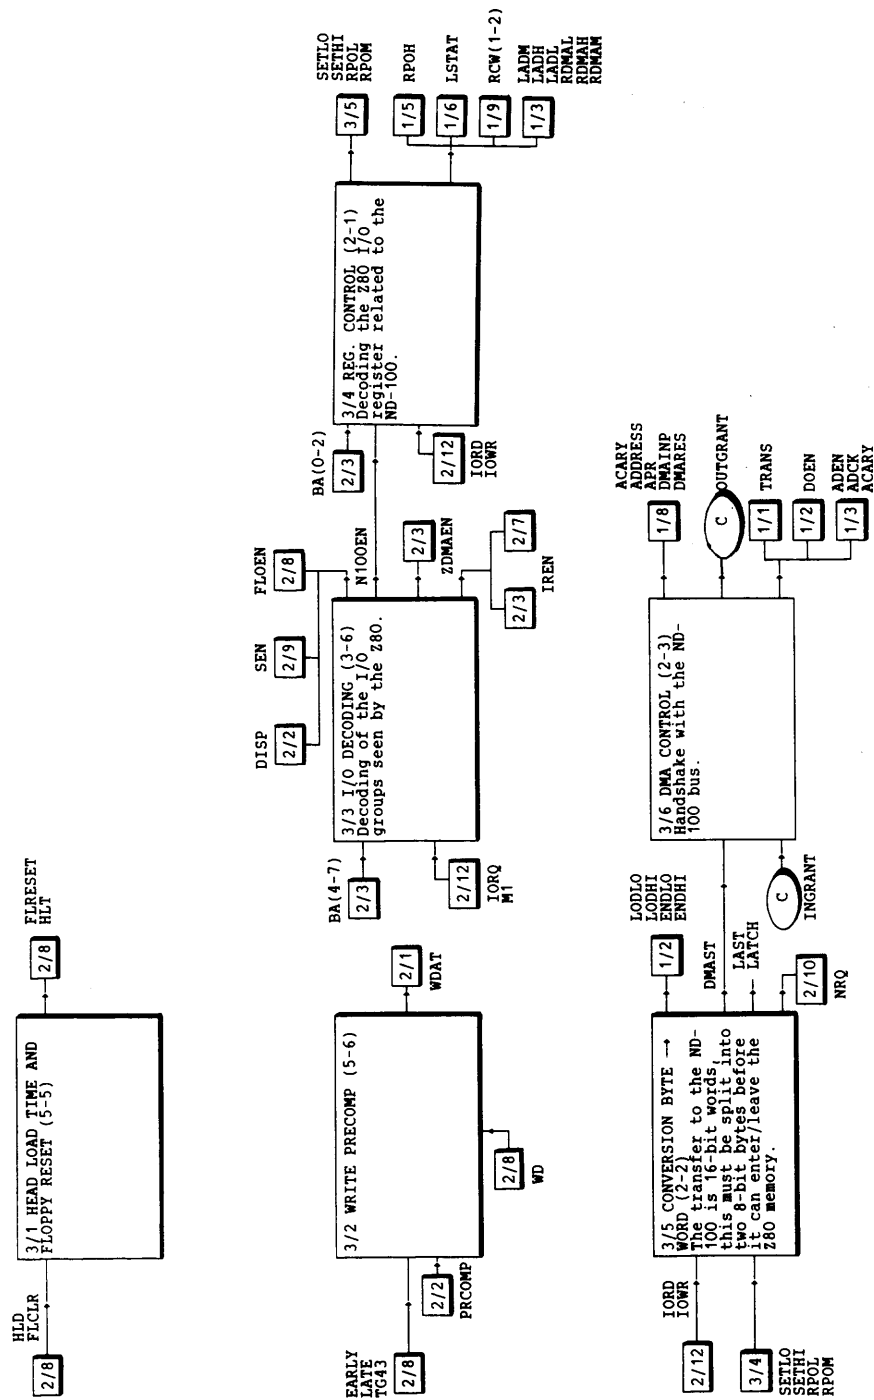 HLD
FLCLR
2/8
3/1 HEAD LOAD TIME AND
FLOPPY RESET (5-5)
2/8
FLRESET
HLT
EARLY
LATE
TG43
2/8
2/2
PRCOMP
3/2 WRITE PRECOMP (5-6)
2/8
WD
2/1
WDAT
BA(4-7)
2/3
2/12
IORQ
M1
3/3 I/O DECODING (3-6)
Decoding of the I/O
groups seen by the Z80.
DISP
2/2
SEN
2/9
FLOEN
2/8
N100EN
2/3
ZDMAEN
2/3
2/7
IREN
BA(0-2)
2/3
2/12
IORD
IOWR
3/4 REG. CONTROL (2-1)
Decoding the Z80 I/O
register related to the
ND-100.
3/5
SETLO
SETHI
RPOL
RPOM
1/5
RPOH
1/6
LSTAT
1/9
RCW(1-2)
1/3
LADM
LADH
LADL
RDMAL
RDMAH
RDMAM
IORD
IOWR
2/12
3/4
SETLO
SETHI
RPOL
RPOM
3/5 CONVERSION BYTE →
WORD (2-2)
The transfer to the ND-
100 is 16-bit words,
this must be split into
two 8-bit bytes before
it can enter/leave the
Z80 memory.
1/2
LODLO
LODHI
ENDLO
ENDHI
DMAST
LAST
LATCH
2/10
NRQ
C
INGRANT
3/6 DMA CONTROL (2-3)
Handshake with the ND-
100 bus.
1/8
ACARY
ADDRESS
APR
DMAINP
DMARES
C
OUTGRANT
1/1
TRANS
1/2
DOEN
1/3
ADEN
ADCK
ACARY